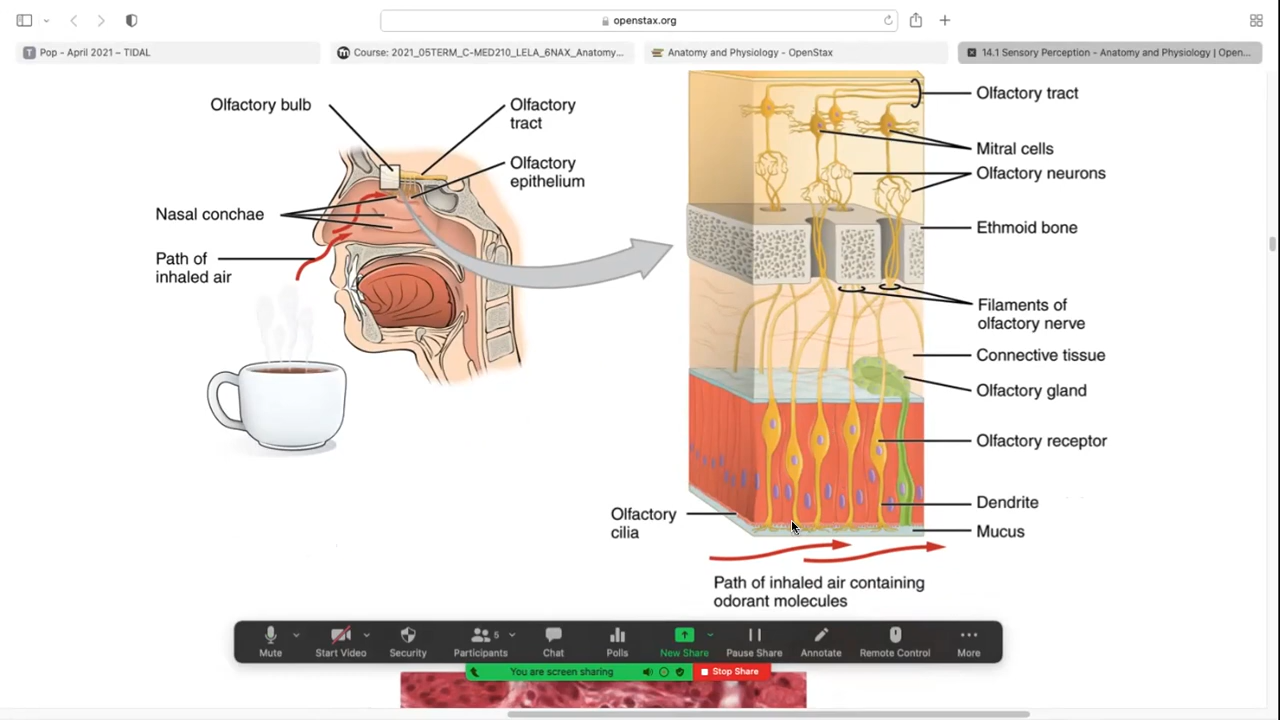 openstax.org
Pop - April 2021 – TIDAL
Course: 2021_05TERM_C-MED210_LELA_6NAX_Anatomy...
Anatomy and Physiology - OpenStax
14.1 Sensory Perception - Anatomy and Physiology | Open...
Olfactory bulb
Olfactory
tract
Olfactory
epithelium
Nasal conchae
Path of
inhaled air
Olfactory tract
Mitral cells
Olfactory neurons
Ethmoid bone
Filaments of
olfactory nerve
Connective tissue
Olfactory gland
Olfactory receptor
Dendrite
Mucus
Olfactory
cilia
Path of inhaled air containing
odorant molecules
Mute
Start Video
Security
Participants
5
Chat
Polls
New Share
Pause Share
Annotate
Remote Control
More
You are screen sharing
Stop Share